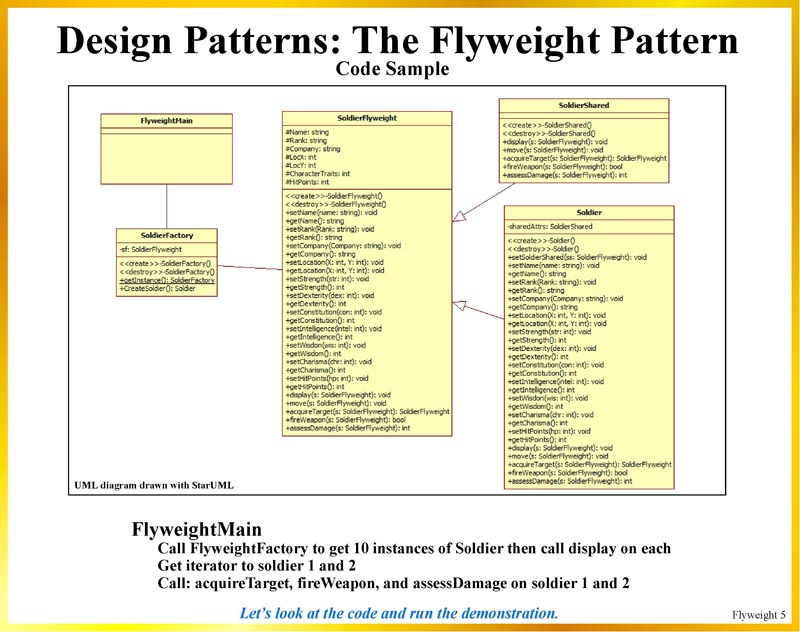 Design Patterns: The Flyweight Pattern
Code Sample
FlyweightMain
SoldierFactory
-sf: SoldierFlyweight
<<create>>-SoldierFactory()
<<destroy>>-SoldierFactory()
+getInstance(): SoldierFactory
+CreateSoldier(): Soldier
SoldierFlyweight
#Name: string
#Rank: string
#Company: string
#LocX: int
#LocY: int
#CharacterTraits: int
#HitPoints: int
<<create>>-SoldierFlyweight()
<<destroy>>-SoldierFlyweight()
+setName(name: string): void
+getName(): string
+setRank(Rank: string): void
+getRank(): string
+setCompany(Company: string): void
+getCompany(): string
+setLocation(X: int, Y: int): void
+getLocation(X: int, Y: int): void
+setStrength(str: int): void
+getStrength(): int
+setDexterity(dex: int): void
+getDexterity(): int
+setConstitution(con: int): void
+getConstitution(): int
+setIntelligence(intel: int): void
+getIntelligence(): int
+setWisdon(wis: int): void
+getWisdom(): int
+setCharisma(chr: int): void
+getCharisma(): int
+setHitPoints(hp: int): void
+getHitPoints(): int
+display(s: SoldierFlyweight): void
+move(s: SoldierFlyweight): void
+acquireTarget(s: SoldierFlyweight): SoldierFlyweight
+fireWeapon(s: SoldierFlyweight): bool
+assessDamage(s: SoldierFlyweight): int
SoldierShared
<<create>>-SoldierShared()
<<destroy>>-SoldierShared()
+display(s: SoldierFlyweight): void
+move(s: SoldierFlyweight): void
+acquireTarget(s: SoldierFlyweight): SoldierFlyweight
+fireWeapon(s: SoldierFlyweight): bool
+assessDamage(s: SoldierFlyweight): int
Soldier
-sharedAttrs: SoldierShared
<<create>>-Soldier()
<<destroy>>-Soldier()
+setSoldierShared(ss: SoldierFlyweight): void
+setName(name: string): void
+getName(): string
+setRank(Rank: string): void
+getRank(): string
+setCompany(Company: string): void
+getCompany(): string
+setLocation(X: int, Y: int): void
+getLocation(X: int, Y: int): void
+setStrength(str: int): void
+getStrength(): int
+setDexterity(dex: int): void
+getDexterity(): int
+setConstitution(con: int): void
+getConstitution(): int
+setIntelligence(intel: int): void
+getIntelligence(): int
+setWisdon(wis: int): void
+getWisdom(): int
+setCharisma(chr: int): void
+getCharisma(): int
+setHitPoints(hp: int): void
+getHitPoints(): int
+display(s: SoldierFlyweight): void
+move(s: SoldierFlyweight): void
+acquireTarget(s: SoldierFlyweight): SoldierFlyweight
+fireWeapon(s: SoldierFlyweight): bool
+assessDamage(s: SoldierFlyweight): int
UML diagram drawn with StarUML
FlyweightMain
Call FlyweightFactory to get 10 instances of Soldier then call display on each
Get iterator to soldier 1 and 2
Call: acquireTarget, fireWeapon, and assessDamage on soldier 1 and 2
Let's look at the code and run the demonstration.
Flyweight 5